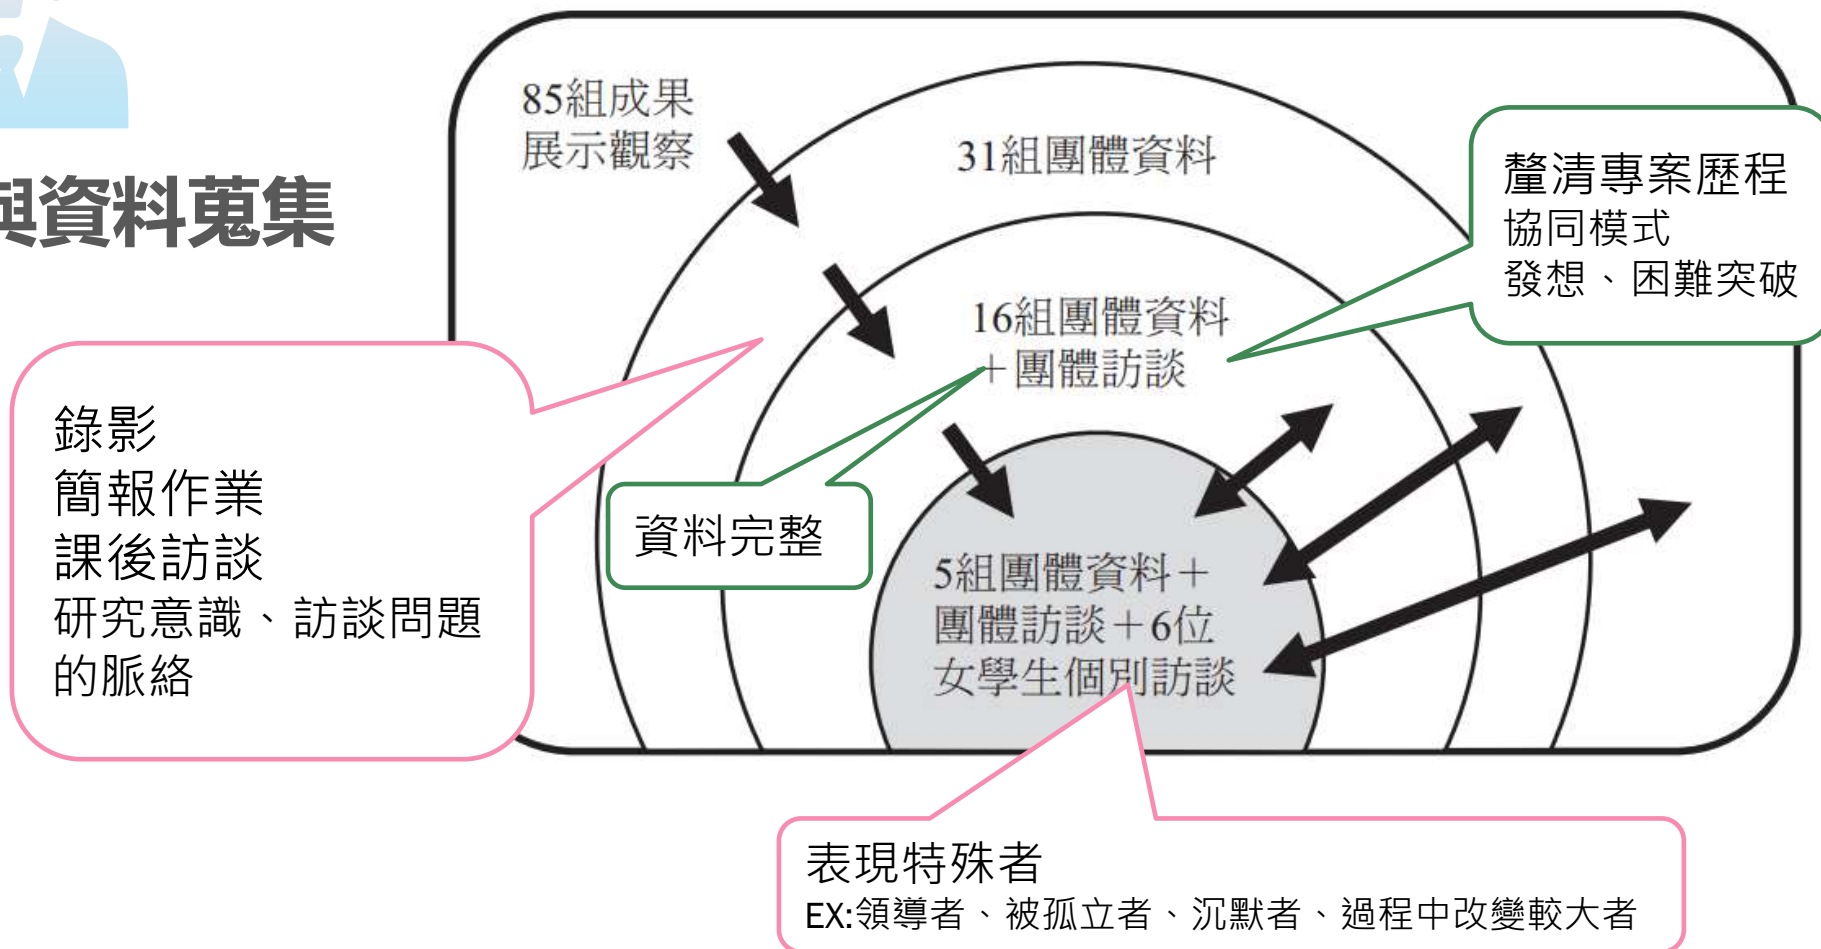 與資料蒐集
85組成果
展示觀察
31組團體資料
釐清專案歷程
協同模式
發想、困難突破
16組團體資料
＋團體訪談
錄影
簡報作業
課後訪談
研究意識、訪談問題
的脈絡
資料完整
5組團體資料＋
團體訪談＋6位
女學生個別訪談
表現特殊者
EX:領導者、被孤立者、沉默者、過程中改變較大者